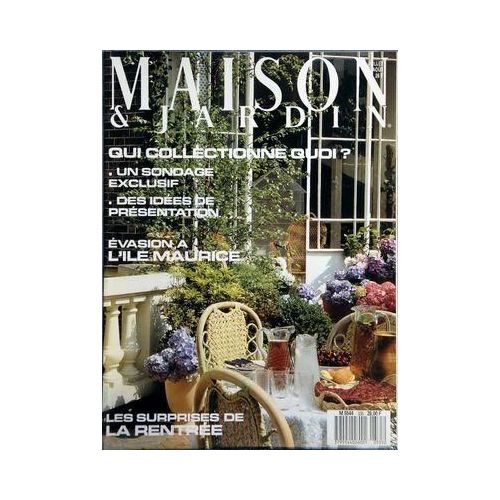 MAISON
& JARDIN
QUI COLLECTIONNE QUOI ?
. UN SONDAGE
EXCLUSIF
. DES IDÉES DE
PRÉSENTATION
ÉVASION A
L'ILE MAURICE
LES SURPRISES DE
LA RENTRÉE